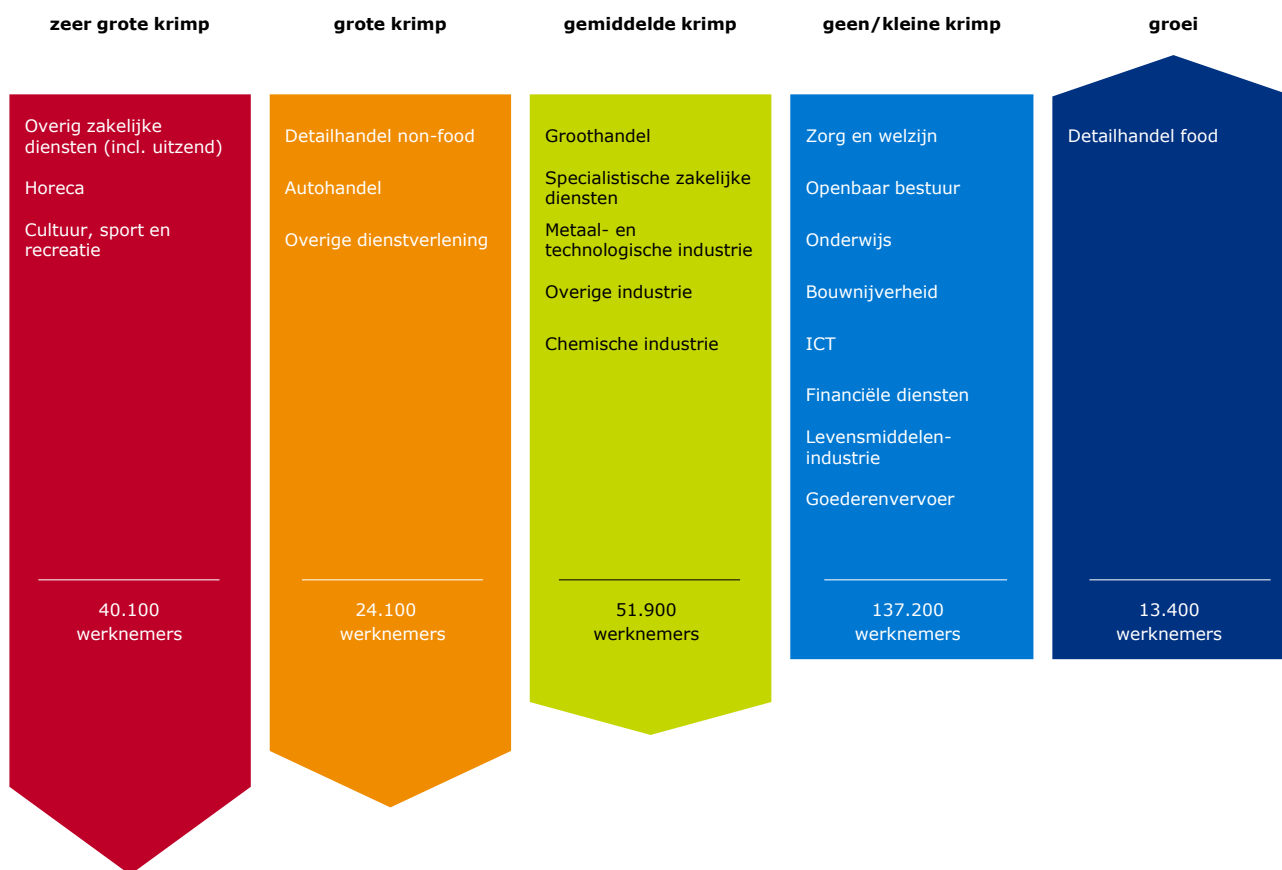 zeer grote krimp
Overig zakelijke
diensten (incl. uitzend)
Horeca
Cultuur, sport en
recreatie
40.100
werknemers
grote krimp
Detailhandel non-food
Autohandel
Overige dienstverlening
24.100
werknemers
gemiddelde krimp
Groothandel
Specialistische zakelijke
diensten
Metaal- en
technologische industrie
Overige industrie
Chemische industrie
51.900
werknemers
geen/kleine krimp
Zorg en welzijn
Openbaar bestuur
Onderwijs
Bouwnijverheid
ICT
Financiële diensten
Levensmiddelen-
industrie
Goederenvervoer
137.200
werknemers
groei
Detailhandel food
13.400
werknemers